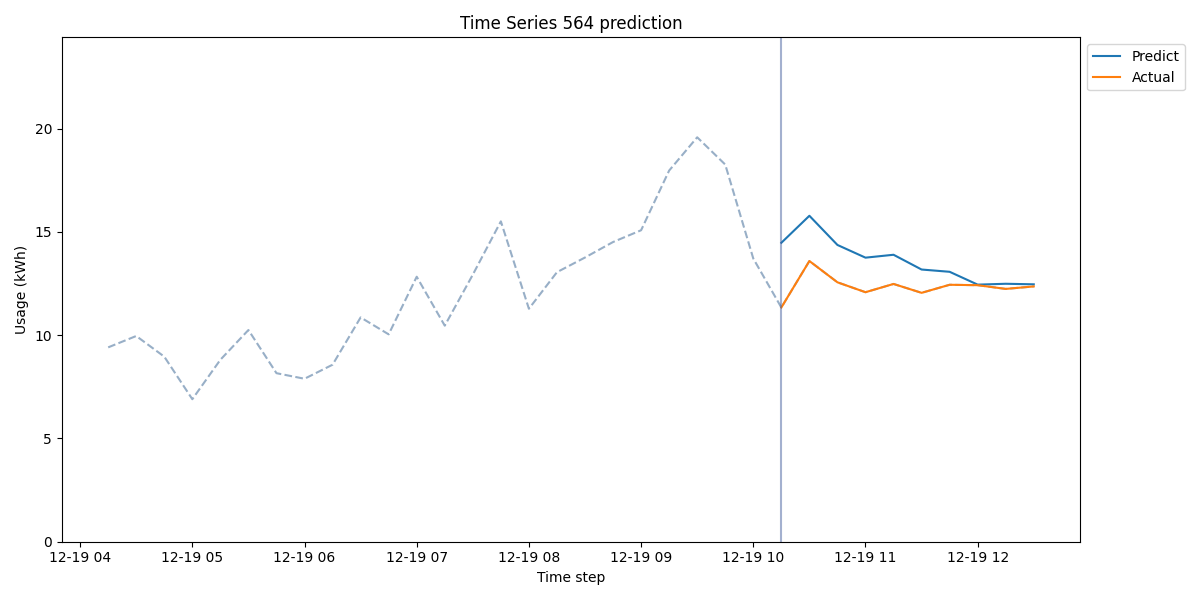 Time Series 564 prediction
Predict
Actual
Usage (kWh)
20
15
10
5
0
12-19 04 12-19 05 12-19 06 12-19 07 12-19 08 12-19 09 12-19 10 12-19 11 12-19 12
Time step